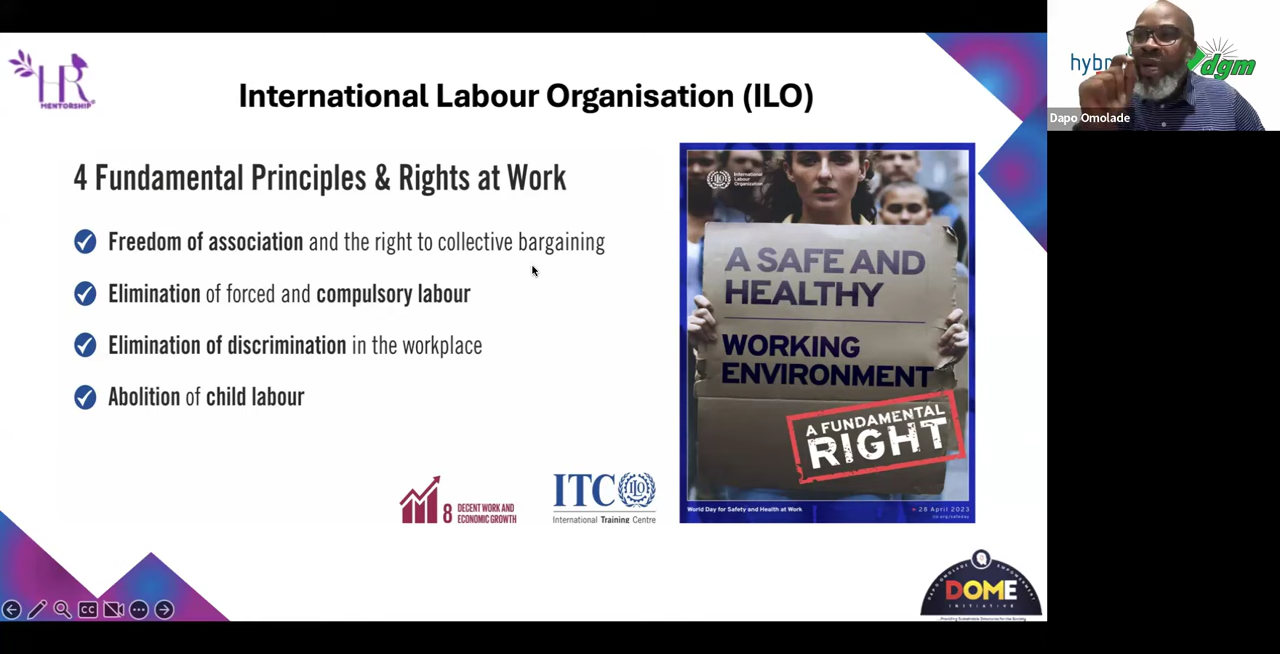 HR
MENTORSHIP
International Labour Organisation (ILO)
4 Fundamental Principles & Rights at Work
Freedom of association and the right to collective bargaining
Elimination of forced and compulsory labour
Elimination of discrimination in the workplace
Abolition of child labour
8 DECENT WORK AND
ECONOMIC GROWTH
ITC ILO
International Training Centre
International
Labour
Organization
A SAFE AND
HEALTHY
WORKING
ENVIRONMENT
A FUNDAMENTAL
RIGHT
World Day for Safety and Health at Work
28 April 2023
DOME
INITIATIVE
CC
dgm
Dapo Omolade